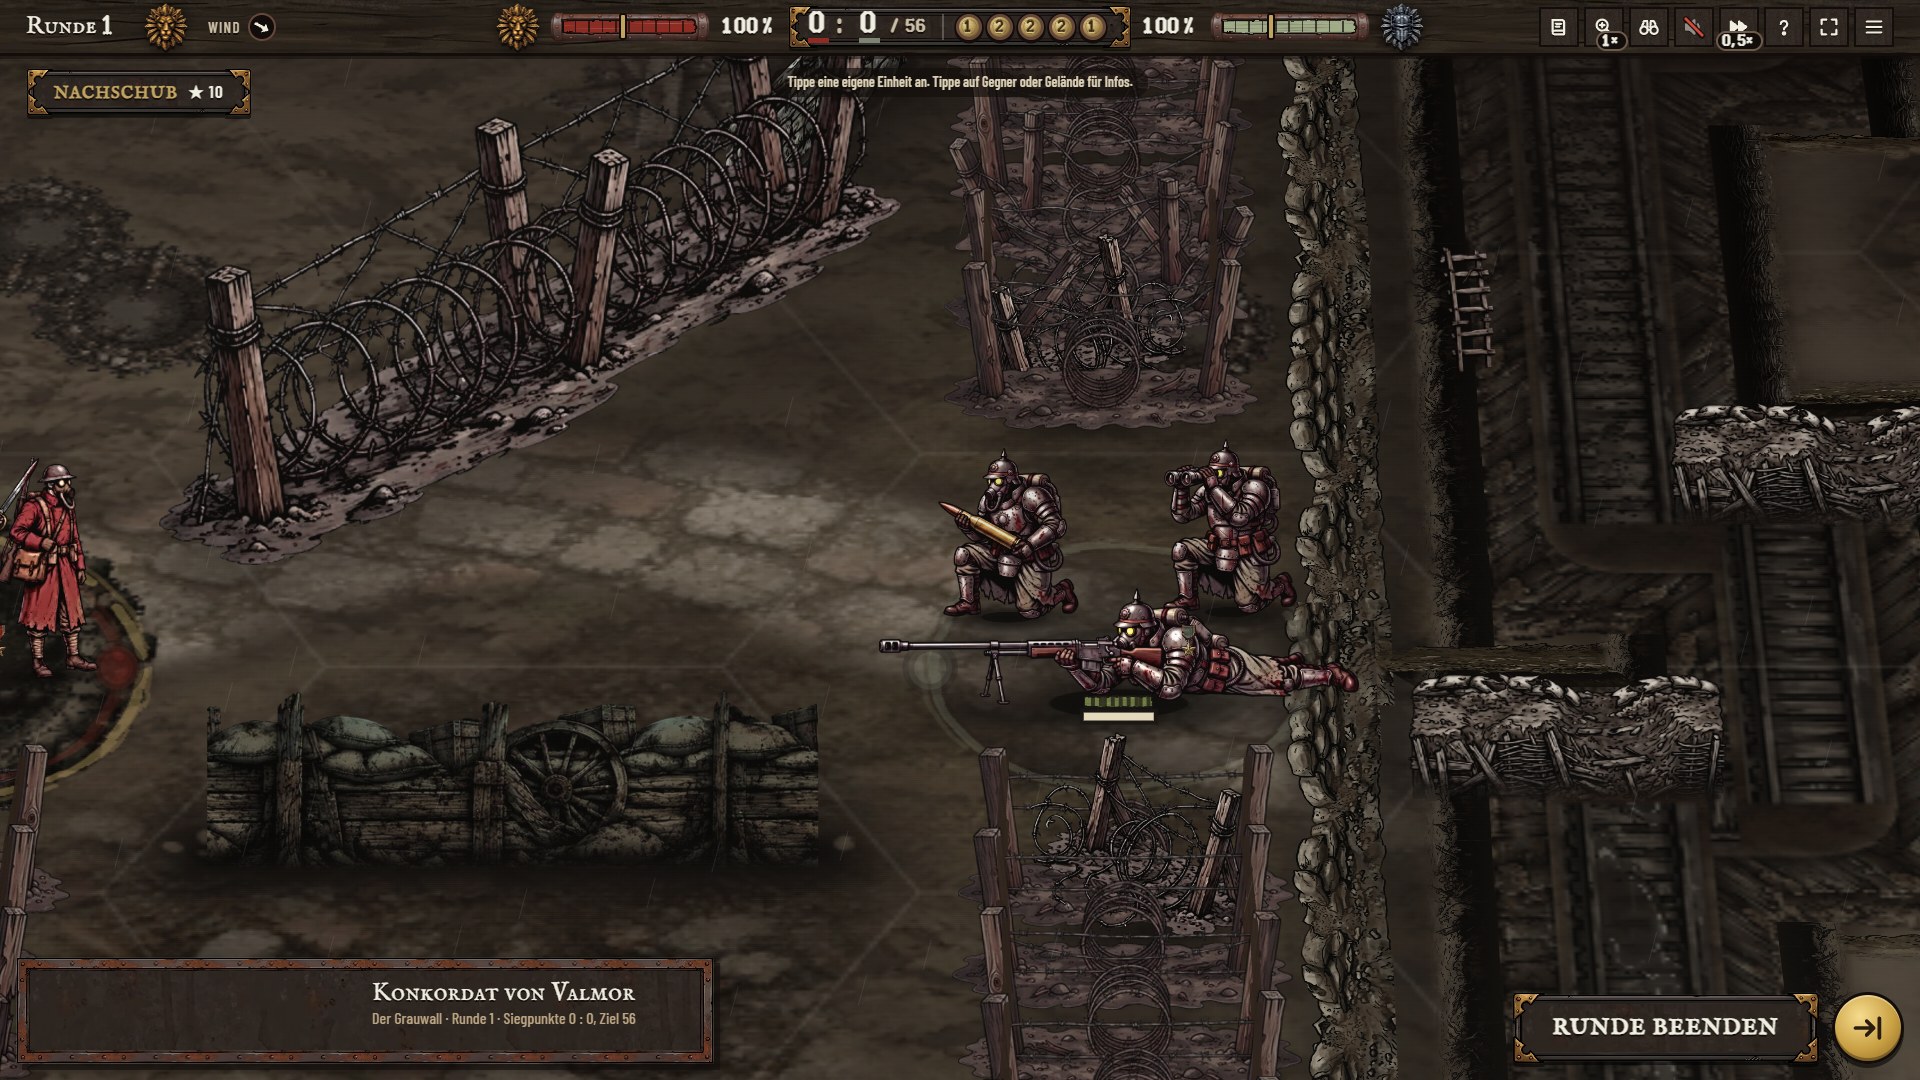 Runde 1
WIND
100 %
0 : 0 / 56
1 2 2 2 1
100 %
1×
0,5×
?
NACHSCHUB ★ 10
Tippe eine eigene Einheit an. Tippe auf Gegner oder Gelände für Infos.
Konkordat von Valmor
Der Grauwall · Runde 1 · Siegpunkte 0 : 0, Ziel 56
RUNDE BEENDEN